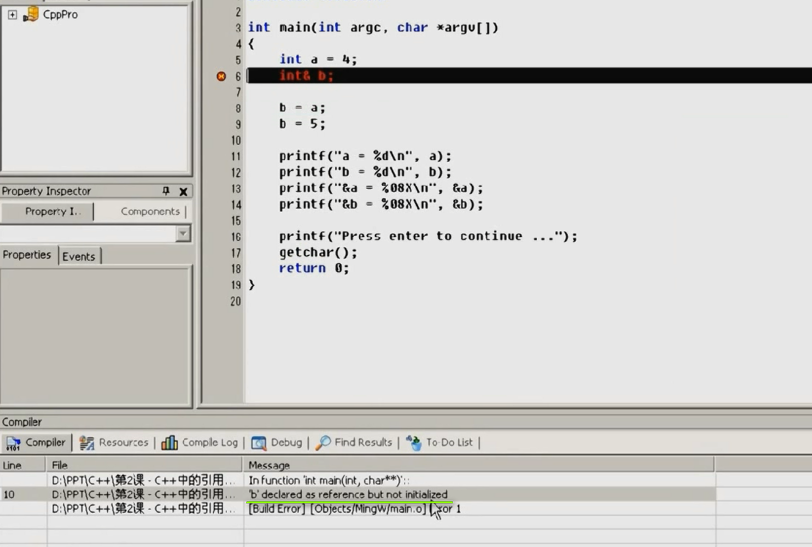 CppPro
2
3 int main(int argc, char *argv[])
4 {
5 int a = 4;
6 int& b;
7
8 b = a;
9 b = 5;
10
11 printf("a = %d\n", a);
12 printf("b = %d\n", b);
13 printf("&a = %08X\n", &a);
14 printf("&b = %08X\n", &b);
15
16 printf("Press enter to continue ...");
17 getchar();
18 return 0;
19 }
20
Property Inspector
Property I.. Components
Properties Events
Compiler
Compiler Resources Compile Log Debug Find Results To-Do List
Line File Message
D:\PPT\C++\第2课 - C++中的引用... In function 'int main(int, char**)'::
10 D:\PPT\C++\第2课 - C++中的引用... 'b' declared as reference but not initialized
D:\PPT\C++\第2课 - C++中的引用... [Build Error] [Objects/MingW/main.o] 1